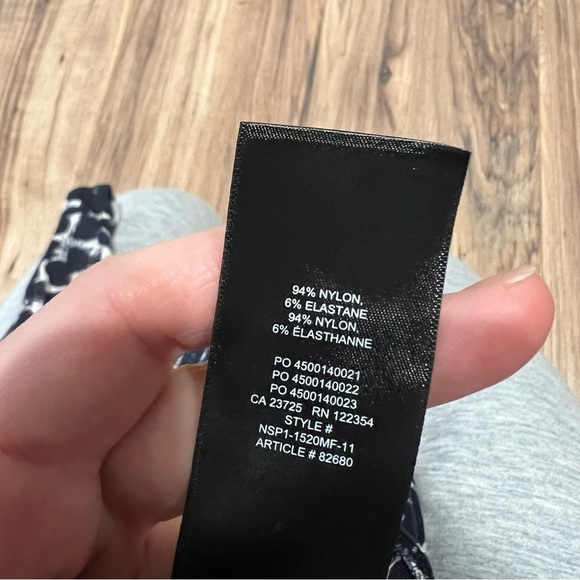 94% NYLON,
6% ELASTANE
94% NYLON,
6% ÉLASTHANNE
PO 4500140021
PO 4500140022
PO 4500140023
CA 23725 RN 122354
STYLE #
NSP1-1520MF-11
ARTICLE # 82680